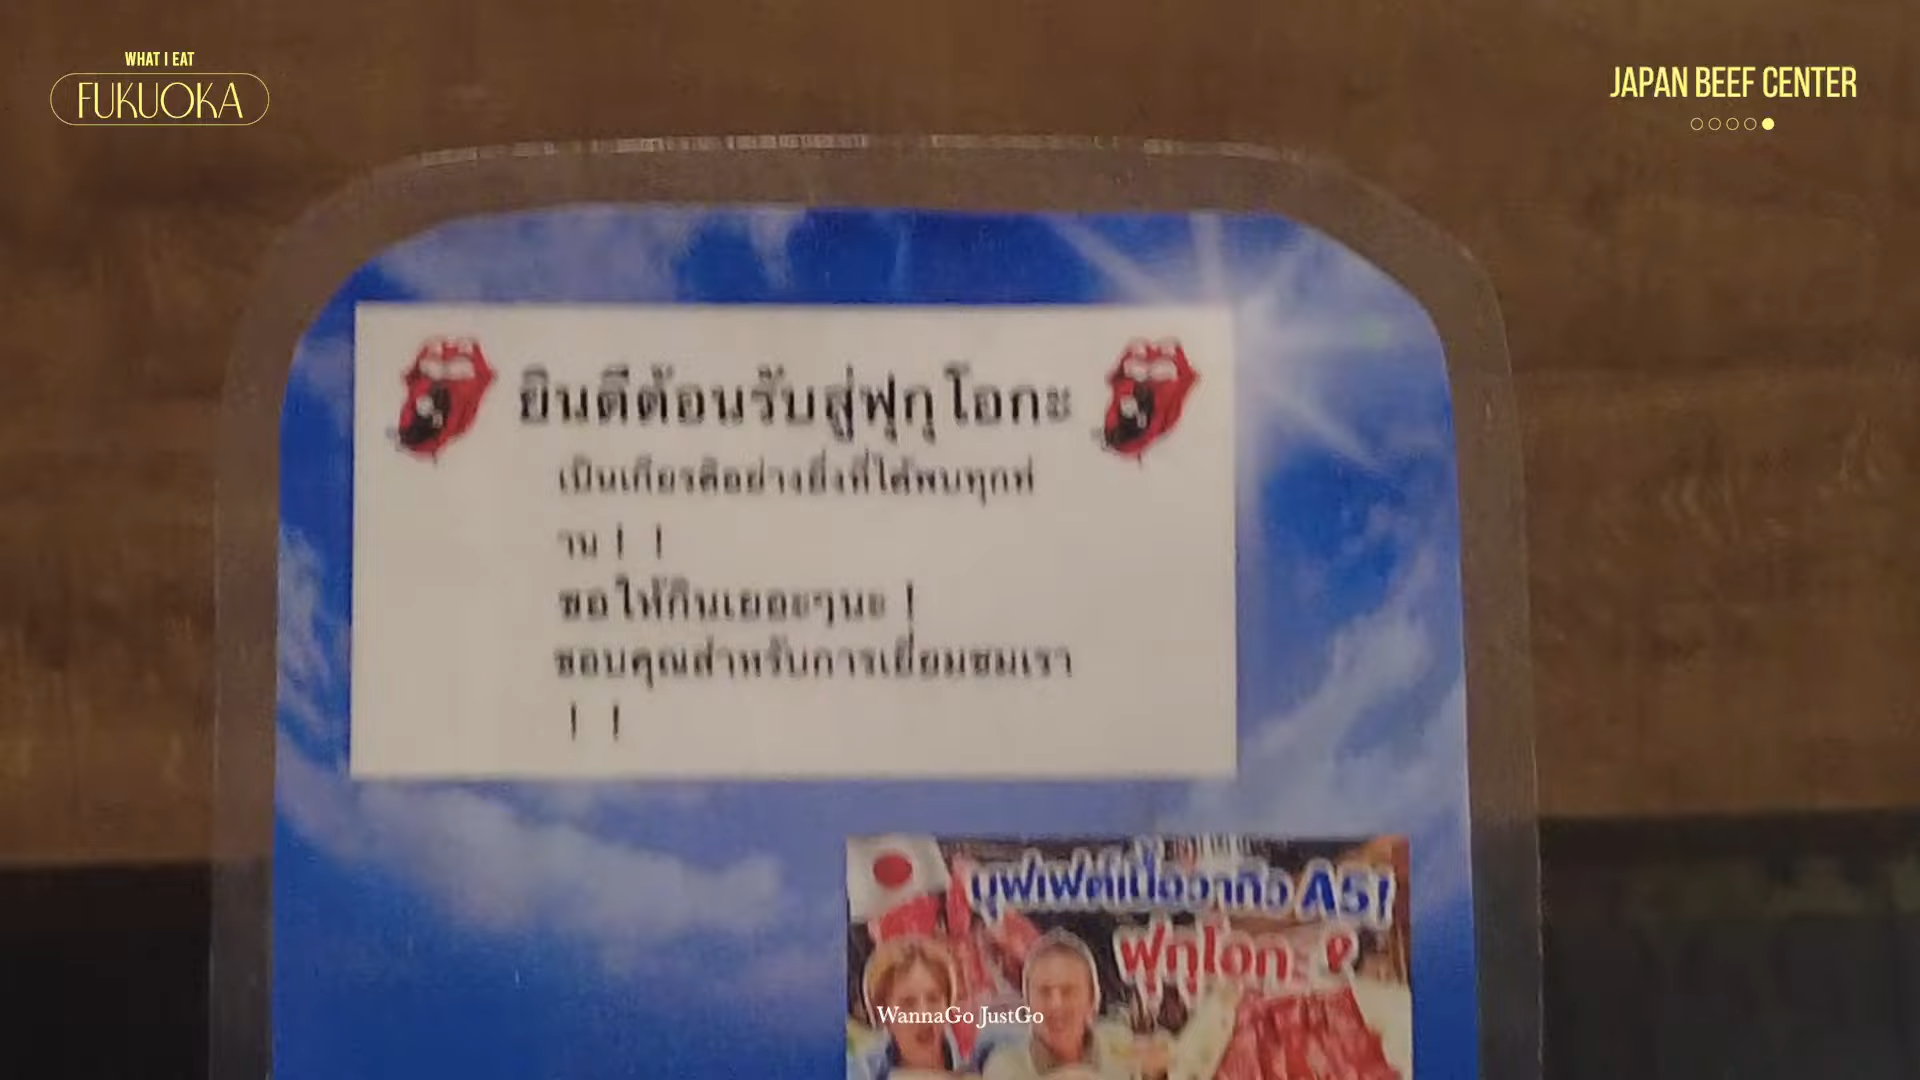 WHAT I EAT
FUKUOKA
JAPAN BEEF CENTER
ยินดีต้อนรับสู่ฟุกุโอกะ
เป็นเกียรติอย่างยิ่งที่ได้พบทุกท่
าน ! !
ขอให้กินเยอะๆนะ !
ขอบคุณสำหรับการเยี่ยมชมเรา
! !
บุฟเฟต์เนื้อวากิว A5!
ฟุกุโอกะ
WannaGo JustGo